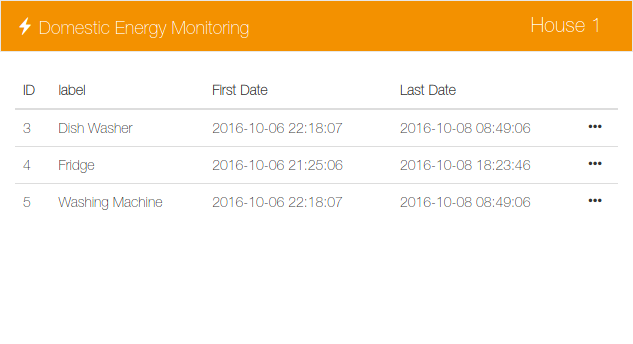 Domestic Energy Monitoring House 1
ID label First Date Last Date
3 Dish Washer 2016-10-06 22:18:07 2016-10-08 08:49:06 •••
4 Fridge 2016-10-06 21:25:06 2016-10-08 18:23:46 •••
5 Washing Machine 2016-10-06 22:18:07 2016-10-08 08:49:06 •••